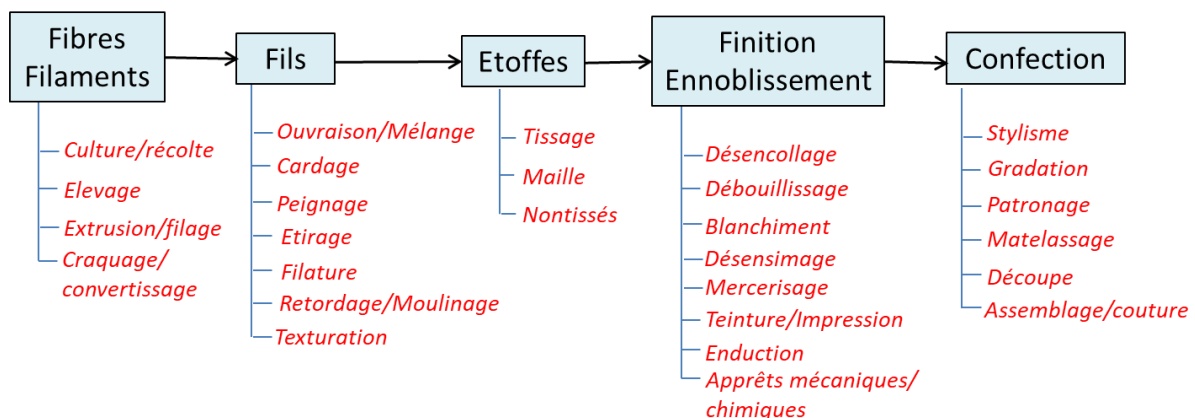 Fibres
Filaments
Fils
Etoffes
Finition
Ennoblissement
Confection
Culture/récolte
Elevage
Extrusion/filage
Craquage/
convertissage
Ouvraison/Mélange
Cardage
Peignage
Etirage
Filature
Retordage/Moulinage
Texturation
Tissage
Maille
Nontissés
Désencollage
Débouillissage
Blanchiment
Désensimage
Mercerisage
Teinture/Impression
Enduction
Apprêts mécaniques/
chimiques
Stylisme
Gradation
Patronage
Matelassage
Découpe
Assemblage/couture